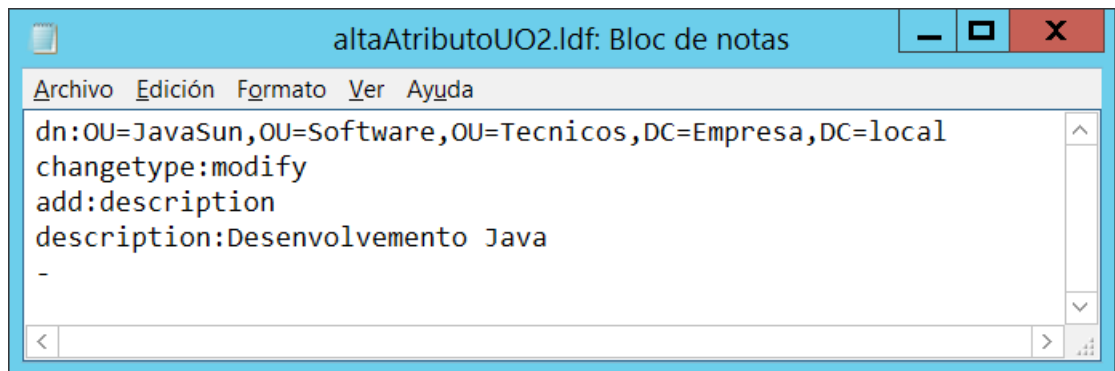 altaAtributoUO2.ldf: Bloc de notas
Archivo Edición Formato Ver Ayuda
dn:OU=JavaSun,OU=Software,OU=Tecnicos,DC=Empresa,DC=local
changetype:modify
add:description
description:Desenvolvemento Java
-